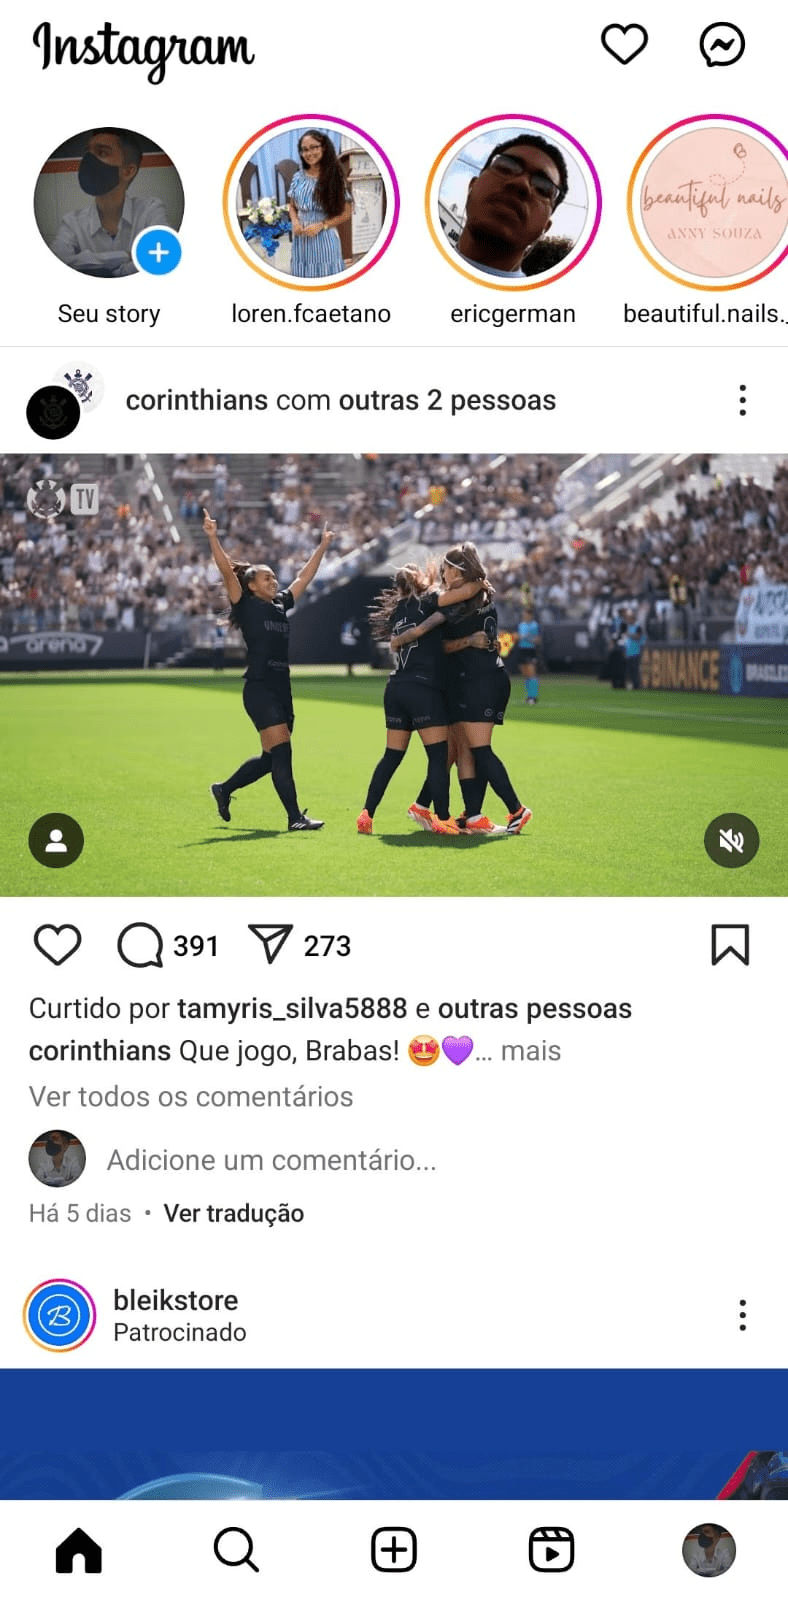 Instagram
beautiful nails
ANNY SOUZA
Seu story
loren.fcaetano
ericgerman
beautiful.nails._
corinthians com outras 2 pessoas
TV
arena
BINANCE
391
273
Curtido por tamyris_silva5888 e outras pessoas
corinthians Que jogo, Brabas! 🤩💜... mais
Ver todos os comentários
Adicione um comentário...
Há 5 dias • Ver tradução
B
bleikstore
Patrocinado